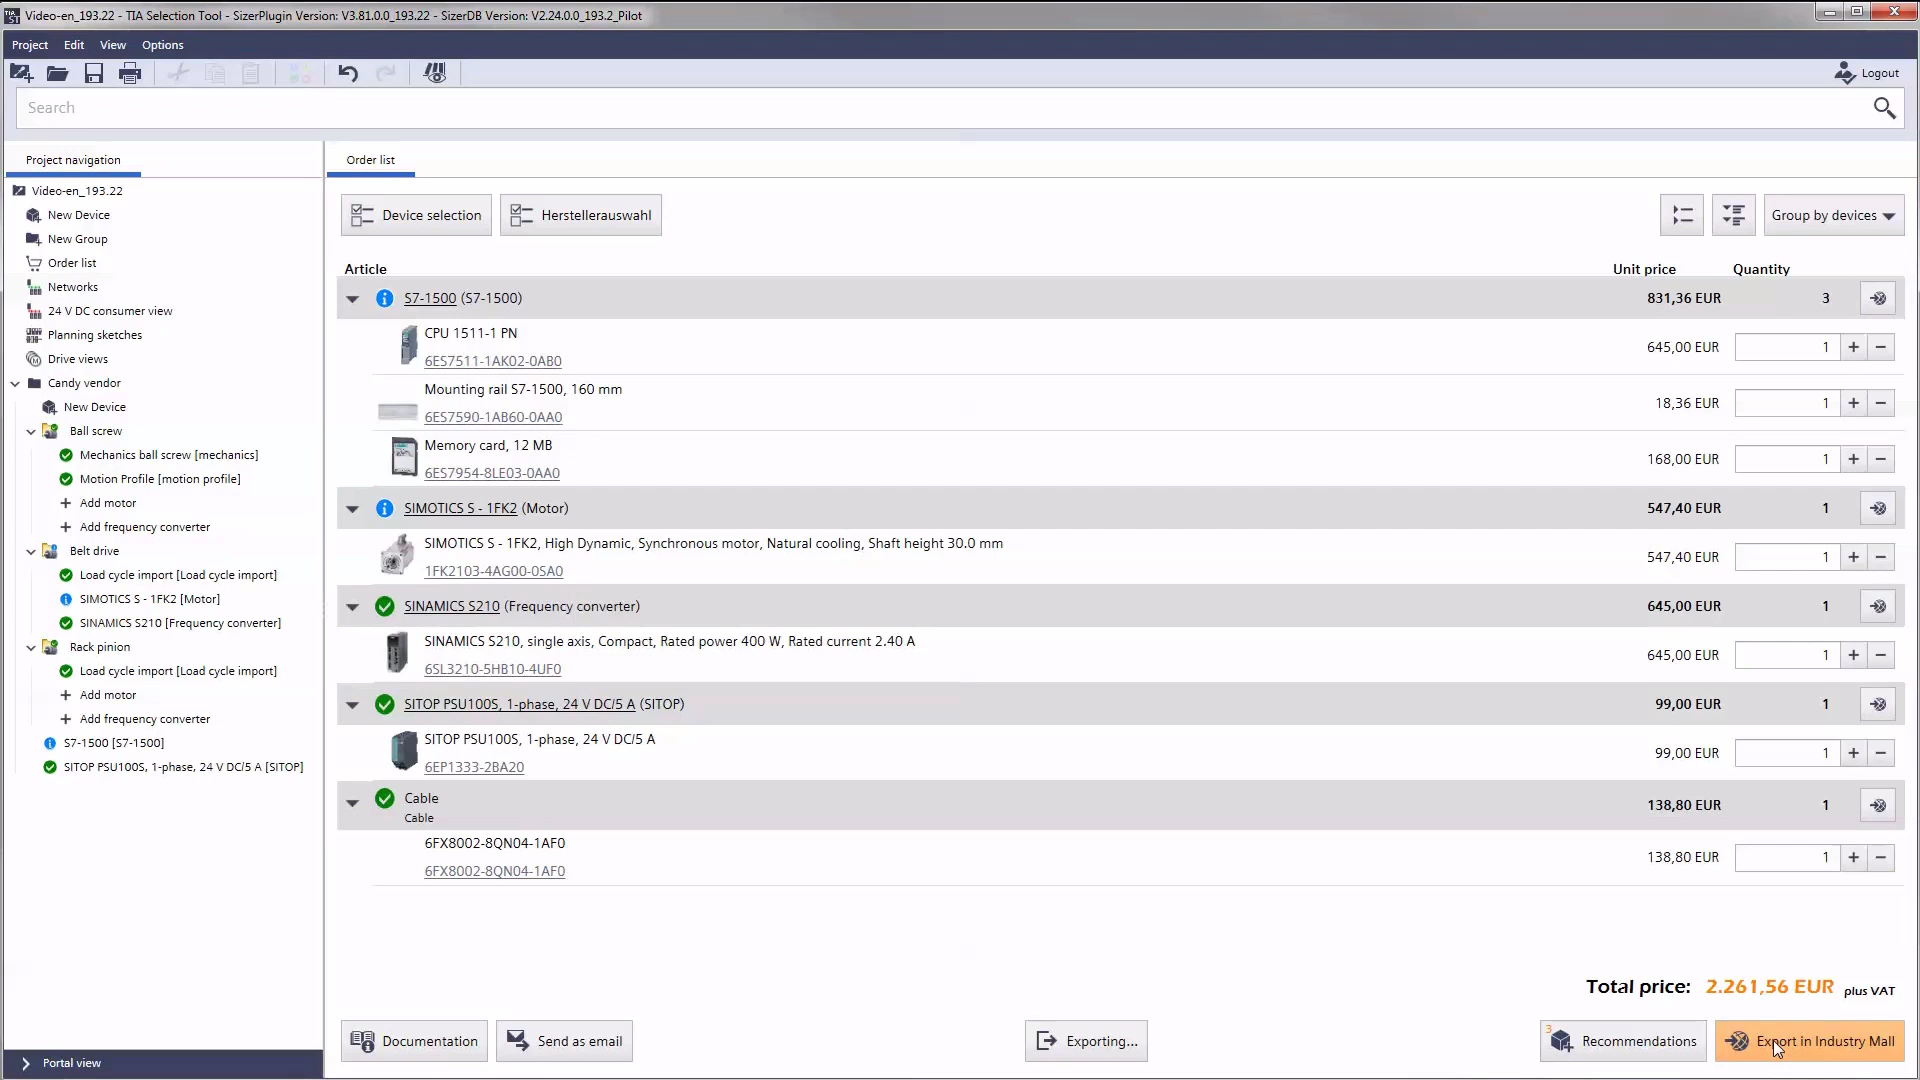 Video-en_193.22 - TIA Selection Tool - SizerPlugin Version: V3.81.0.0_193.22 - SizerDB Version: V2.24.0.0_193.2_Pilot
Project Edit View Options
Logout
Search
Project navigation
Video-en_193.22
New Device
New Group
Order list
Networks
24 V DC consumer view
Planning sketches
Drive views
Candy vendor
New Device
Ball screw
Mechanics ball screw [mechanics]
Motion Profile [motion profile]
Add motor
Add frequency converter
Belt drive
Load cycle import [Load cycle import]
SIMOTICS S - 1FK2 [Motor]
SINAMICS S210 [Frequency converter]
Rack pinion
Load cycle import [Load cycle import]
Add motor
Add frequency converter
S7-1500 [S7-1500]
SITOP PSU100S, 1-phase, 24 V DC/5 A [SITOP]
Portal view
Order list
Device selection Herstellerauswahl Group by devices
Article Unit price Quantity
S7-1500 (S7-1500) 831,36 EUR 3
CPU 1511-1 PN
6ES7511-1AK02-0AB0 645,00 EUR 1 + −
Mounting rail S7-1500, 160 mm
6ES7590-1AB60-0AA0 18,36 EUR 1 + −
Memory card, 12 MB
6ES7954-8LE03-0AA0 168,00 EUR 1 + −
SIMOTICS S - 1FK2 (Motor) 547,40 EUR 1
SIMOTICS S - 1FK2, High Dynamic, Synchronous motor, Natural cooling, Shaft height 30.0 mm
1FK2103-4AG00-0SA0 547,40 EUR 1 + −
SINAMICS S210 (Frequency converter) 645,00 EUR 1
SINAMICS S210, single axis, Compact, Rated power 400 W, Rated current 2.40 A
6SL3210-5HB10-4UF0 645,00 EUR 1 + −
SITOP PSU100S, 1-phase, 24 V DC/5 A (SITOP) 99,00 EUR 1
SITOP PSU100S, 1-phase, 24 V DC/5 A
6EP1333-2BA20 99,00 EUR 1 + −
Cable
Cable 138,80 EUR 1
6FX8002-8QN04-1AF0
6FX8002-8QN04-1AF0 138,80 EUR 1 + −
Total price: 2.261,56 EUR plus VAT
Documentation Send as email Exporting... 3 Recommendations Export in Industry Mall